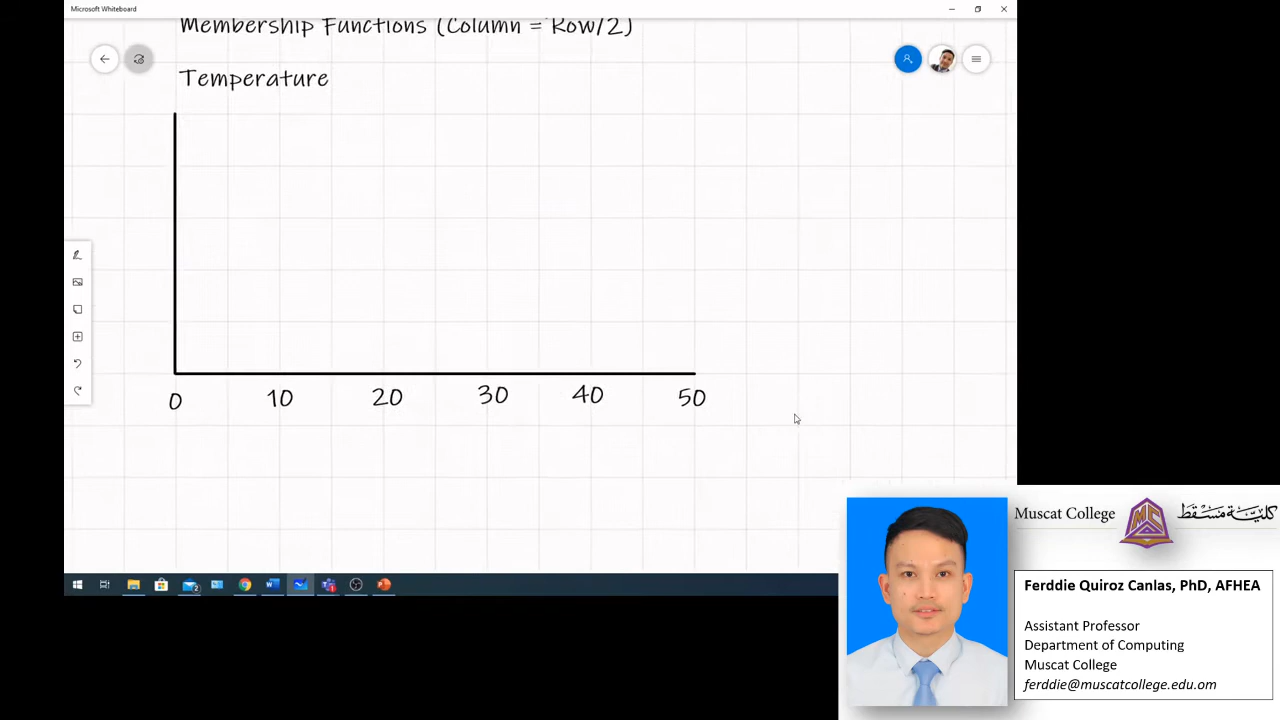 Microsoft Whiteboard
Membership Functions (Column = Row/2)
Temperature
0 10 20 30 40 50
Muscat College
كليّة مسقط
Ferddie Quiroz Canlas, PhD, AFHEA
Assistant Professor
Department of Computing
Muscat College
ferddie@muscatcollege.edu.om